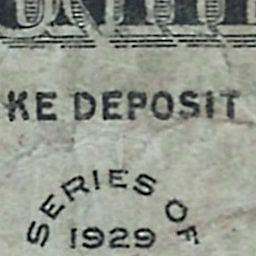 KE DEPOSIT
SERIES OF
1929